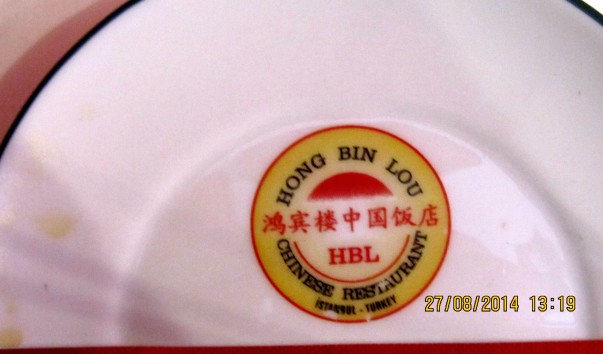 HONG BIN LOU
鸿宾楼中国饭店
HBL
CHINESE RESTAURANT
ISTANBUL - TURKEY
27/08/2014 13:19